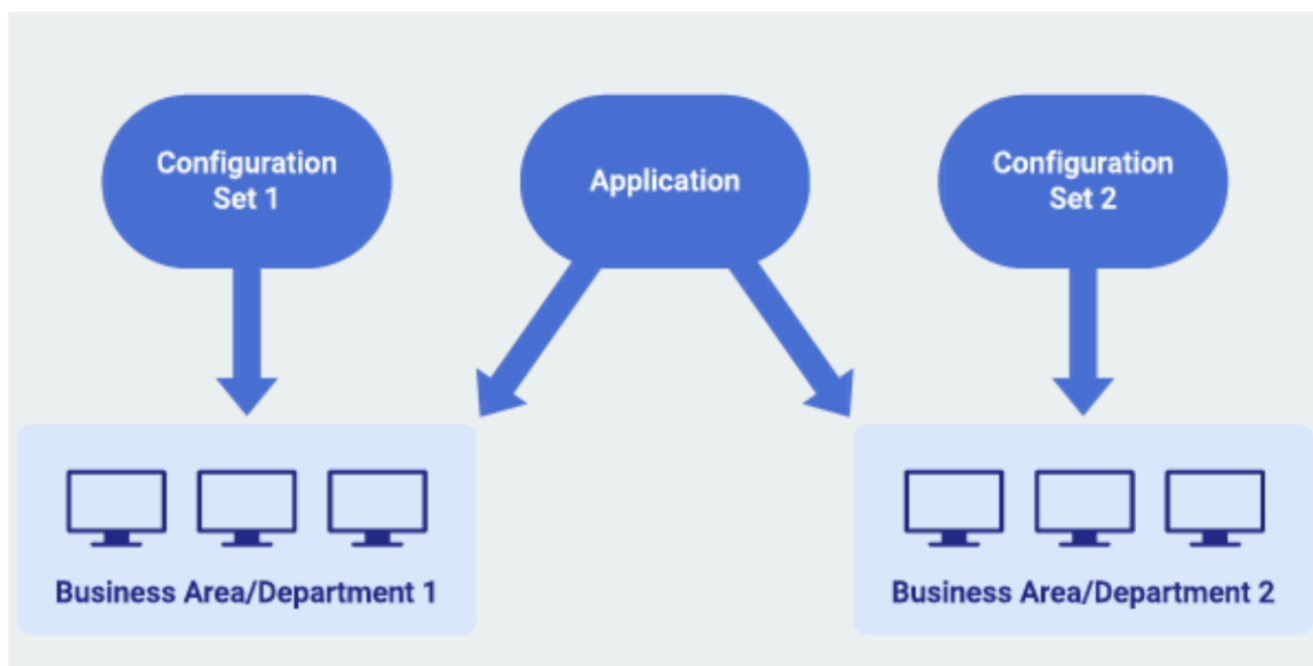 Configuration
Set 1
Application
Configuration
Set 2
Business Area/Department 1
Business Area/Department 2